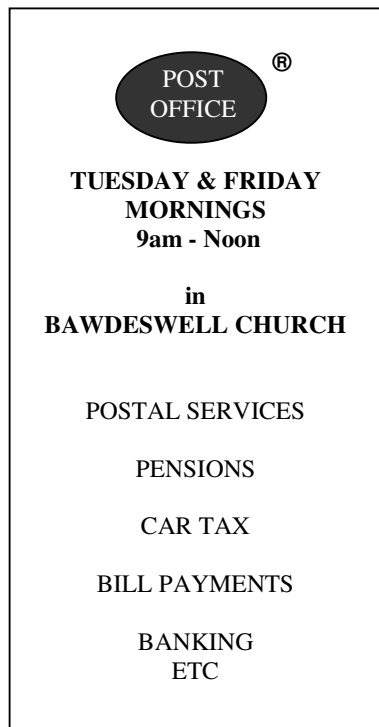 POST
OFFICE
®
TUESDAY & FRIDAY
MORNINGS
9am - Noon
in
BAWDESWELL CHURCH
POSTAL SERVICES
PENSIONS
CAR TAX
BILL PAYMENTS
BANKING
ETC